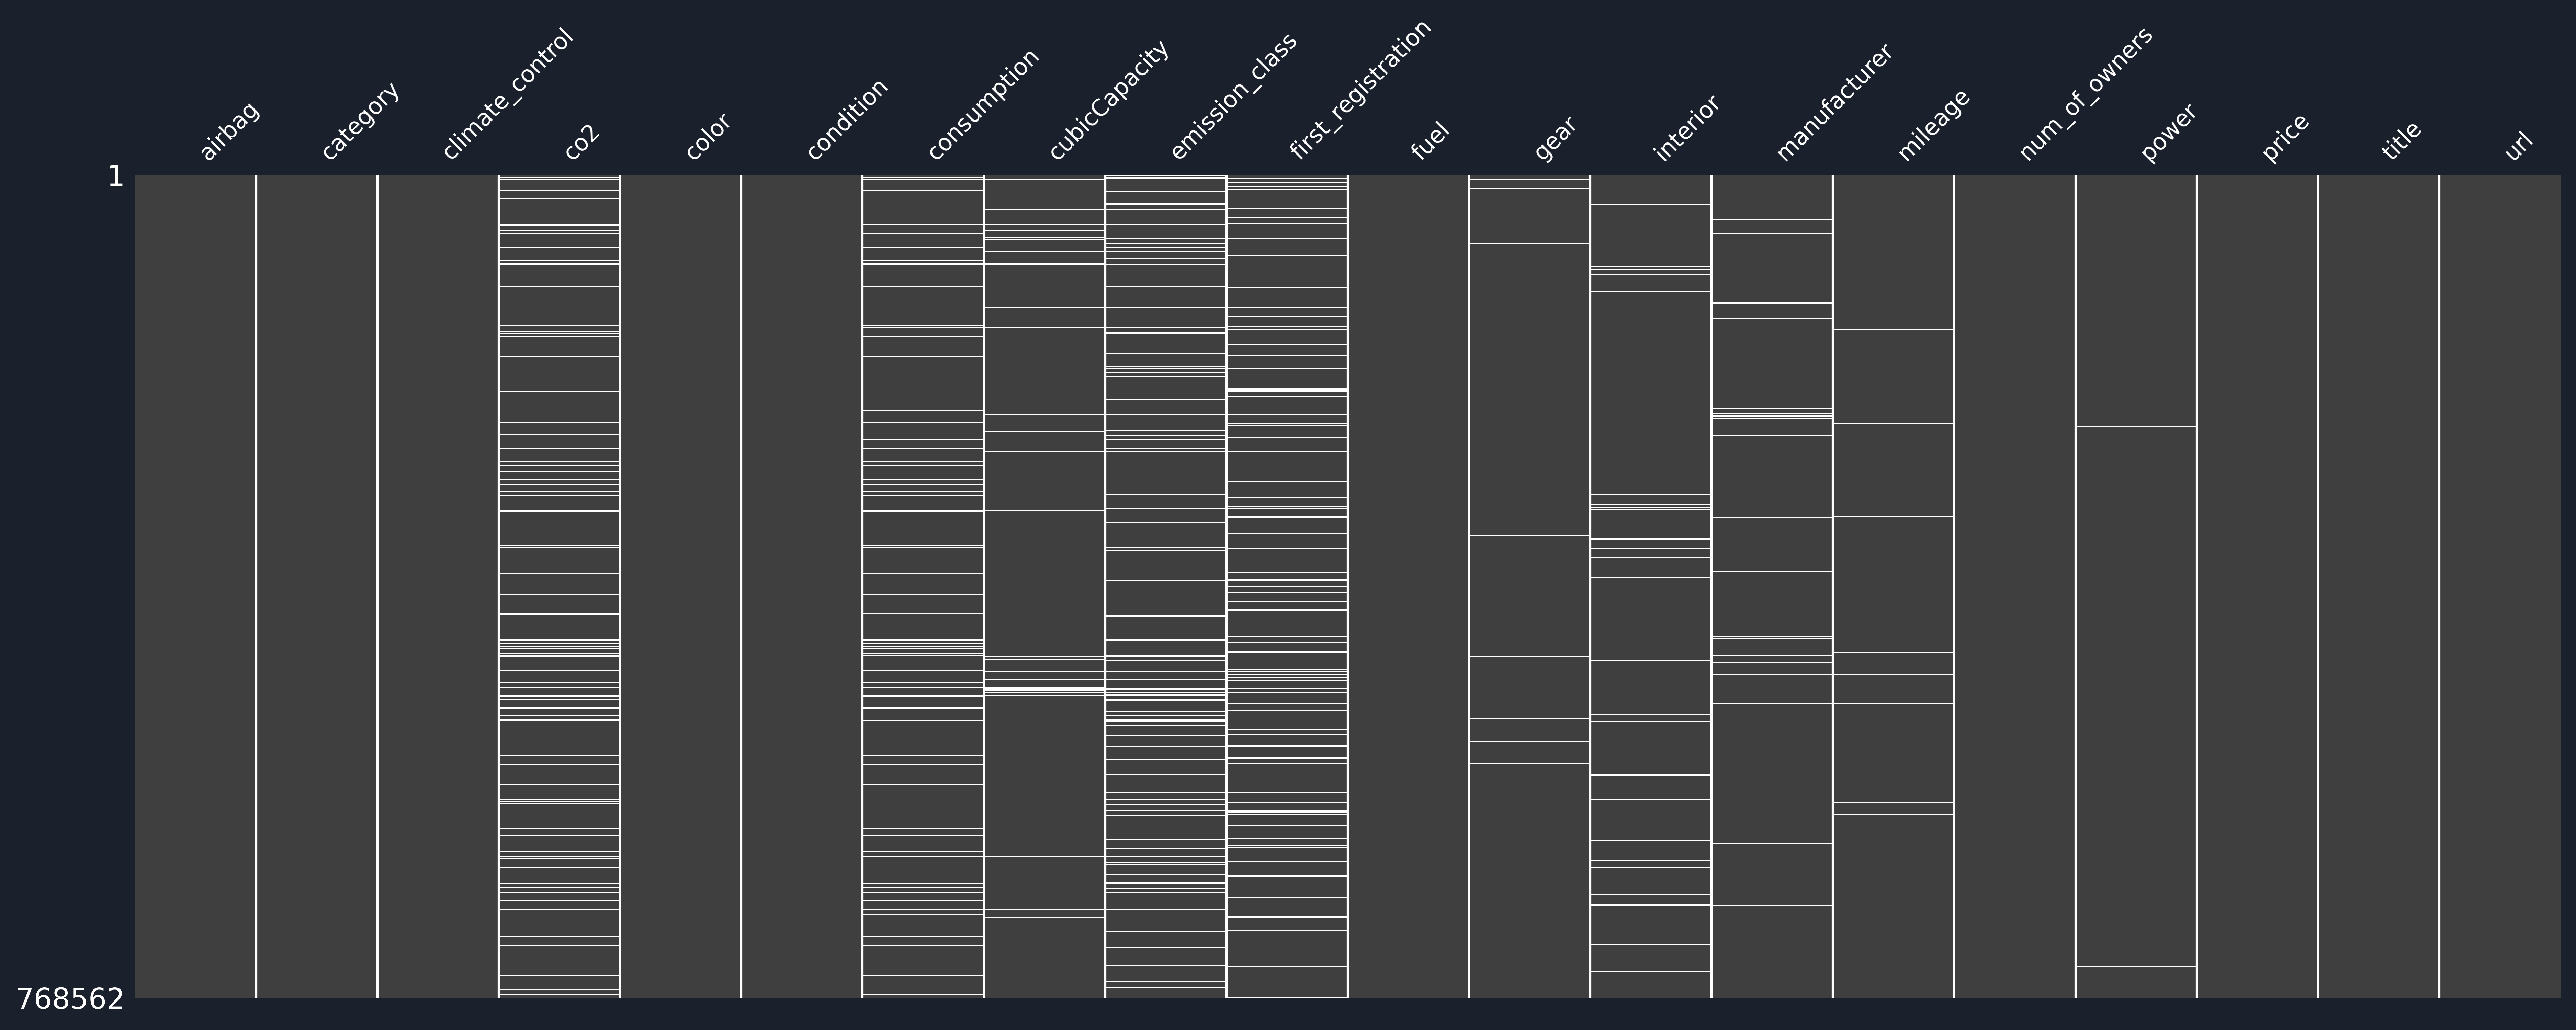 airbag
category
climate_control
co2
color
condition
consumption
cubicCapacity
emission_class
first_registration
fuel
gear
interior
manufacturer
mileage
num_of_owners
power
price
title
url
1
768562